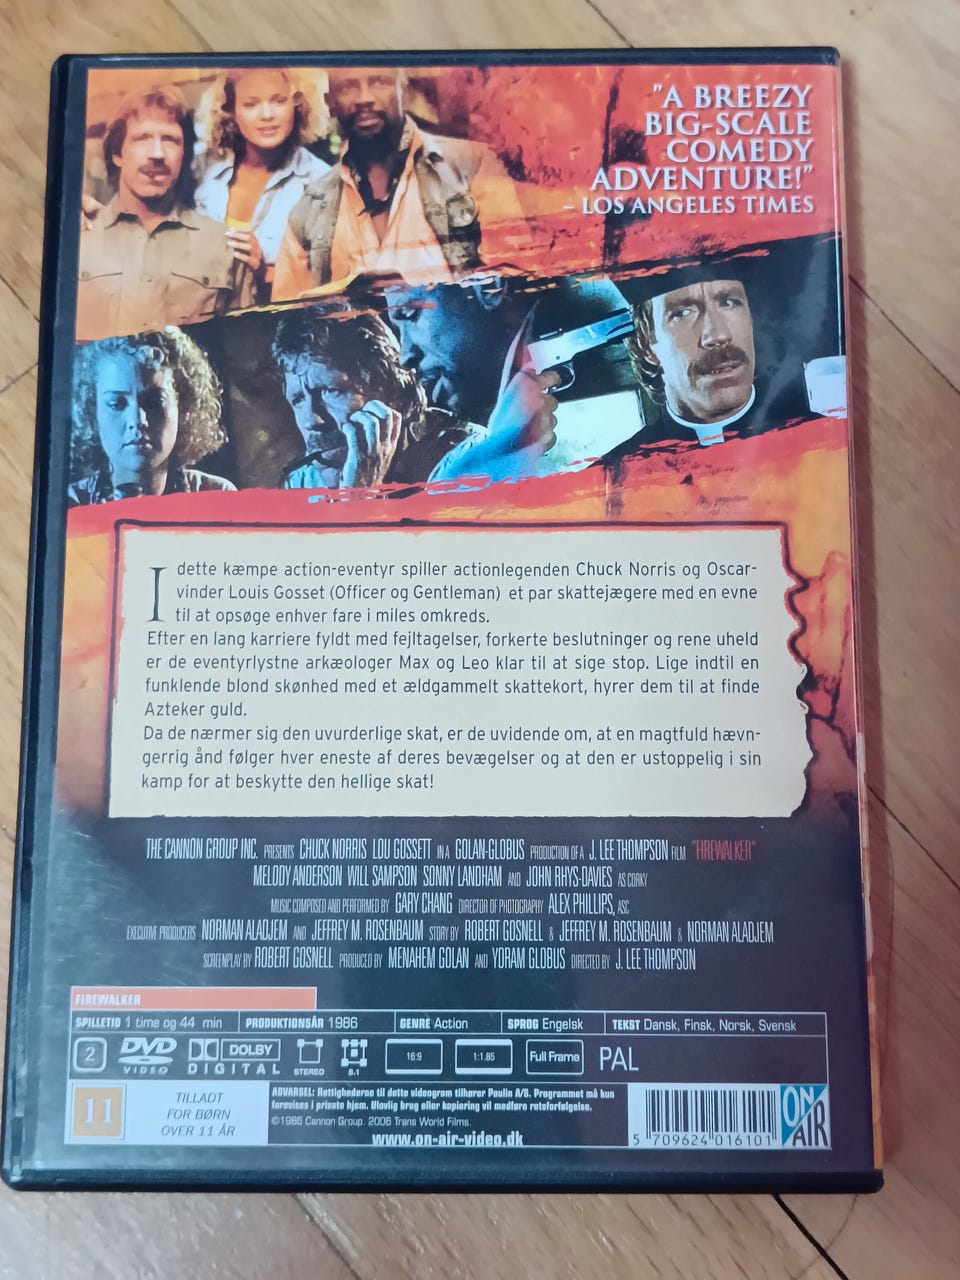 "A BREEZY
BIG-SCALE
COMEDY
ADVENTURE!"
– LOS ANGELES TIMES
I dette kæmpe action-eventyr spiller actionlegenden Chuck Norris og Oscar-
vinder Louis Gosset (Officer og Gentleman) et par skattejægere med en evne
til at opsøge enhver fare i miles omkreds.
Efter en lang karriere fyldt med fejltagelser, forkerte beslutninger og rene uheld
er de eventyrlystne arkæologer Max og Leo klar til at sige stop. Lige indtil en
funklende blond skønhed med et ældgammelt skattekort, hyrer dem til at finde
Azteker guld.
Da de nærmer sig den uvurderlige skat, er de uvidende om, at en magtfuld hævn-
gerrig ånd følger hver eneste af deres bevægelser og at den er ustoppelig i sin
kamp for at beskytte den hellige skat!
THE CANNON GROUP INC. PRESENTS CHUCK NORRIS LOU GOSSETT IN A GOLAN-GLOBUS PRODUCTION OF A J. LEE THOMPSON FILM "FIREWALKER"
MELODY ANDERSON WILL SAMPSON SONNY LANDHAM AND JOHN RHYS-DAVIES AS CORKY
MUSIC COMPOSED AND PERFORMED BY GARY CHANG DIRECTOR OF PHOTOGRAPHY ALEX PHILLIPS, ASC
EXECUTIVE PRODUCERS NORMAN ALADJEM AND JEFFREY M. ROSENBAUM STORY BY ROBERT GOSNELL & JEFFREY M. ROSENBAUM & NORMAN ALADJEM
SCREENPLAY BY ROBERT GOSNELL PRODUCED BY MENAHEM GOLAN AND YORAM GLOBUS DIRECTED BY J. LEE THOMPSON
FIREWALKER
SPILLETID 1 time og 44 min PRODUKTIONSÅR 1986 GENRE Action SPROG Engelsk TEKST Dansk, Finsk, Norsk, Svensk
2 DVD VIDEO DOLBY DIGITAL STEREO 5.1 16:9 1:1.85 Full Frame PAL
11
TILLADT
FOR BØRN
OVER 11 ÅR
ADVARSEL: Rettighederne til dette videogram tilhører Paulin A/S. Programmet må kun
forevises i private hjem. Ulovlig brug eller kopiering vil medføre retsforfølgelse.
©1986 Cannon Group. 2006 Trans World Films.
www.on-air-video.dk
5 709624 016101
ON AIR